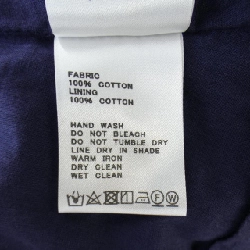 FABRIC
100% COTTON
LINING
100% COTTON
HAND WASH
DO NOT BLEACH
DO NOT TUMBLE DRY
LINE DRY IN SHADE
WARM IRON
DRY CLEAN
WET CLEAN
F W